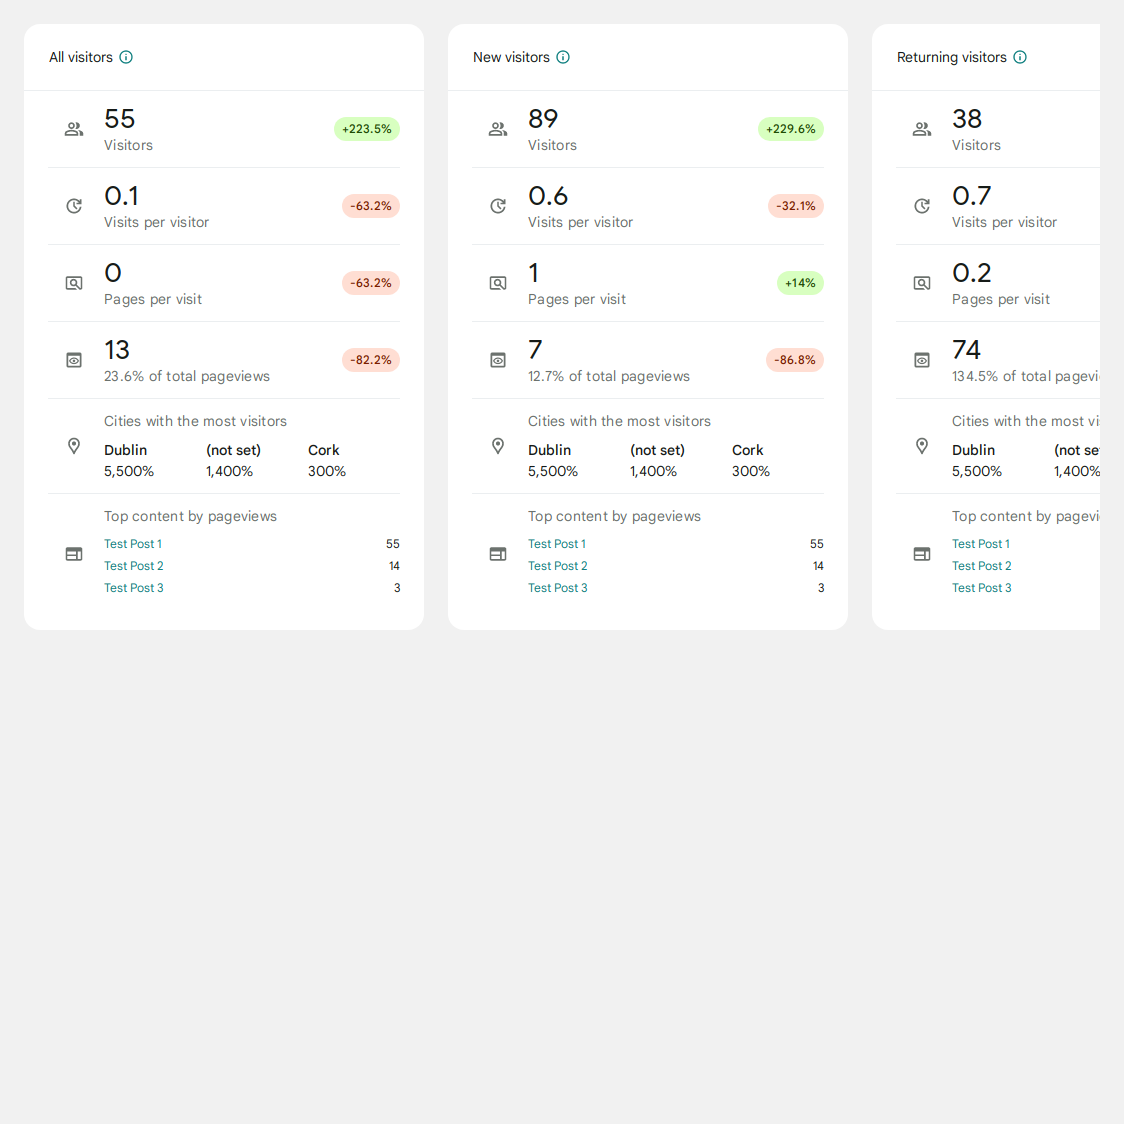 All visitors
55
Visitors
+223.5%
0.1
Visits per visitor
-63.2%
0
Pages per visit
-63.2%
13
23.6% of total pageviews
-82.2%
Cities with the most visitors
Dublin (not set) Cork
5,500% 1,400% 300%
Top content by pageviews
Test Post 1 55
Test Post 2 14
Test Post 3 3
New visitors
89
Visitors
+229.6%
0.6
Visits per visitor
-32.1%
1
Pages per visit
+14%
7
12.7% of total pageviews
-86.8%
Cities with the most visitors
Dublin (not set) Cork
5,500% 1,400% 300%
Top content by pageviews
Test Post 1 55
Test Post 2 14
Test Post 3 3
Returning visitors
38
Visitors
0.7
Visits per visitor
0.2
Pages per visit
74
134.5% of total pagevi
Cities with the most vi
Dublin (not se
5,500% 1,400%
Top content by pagevi
Test Post 1
Test Post 2
Test Post 3